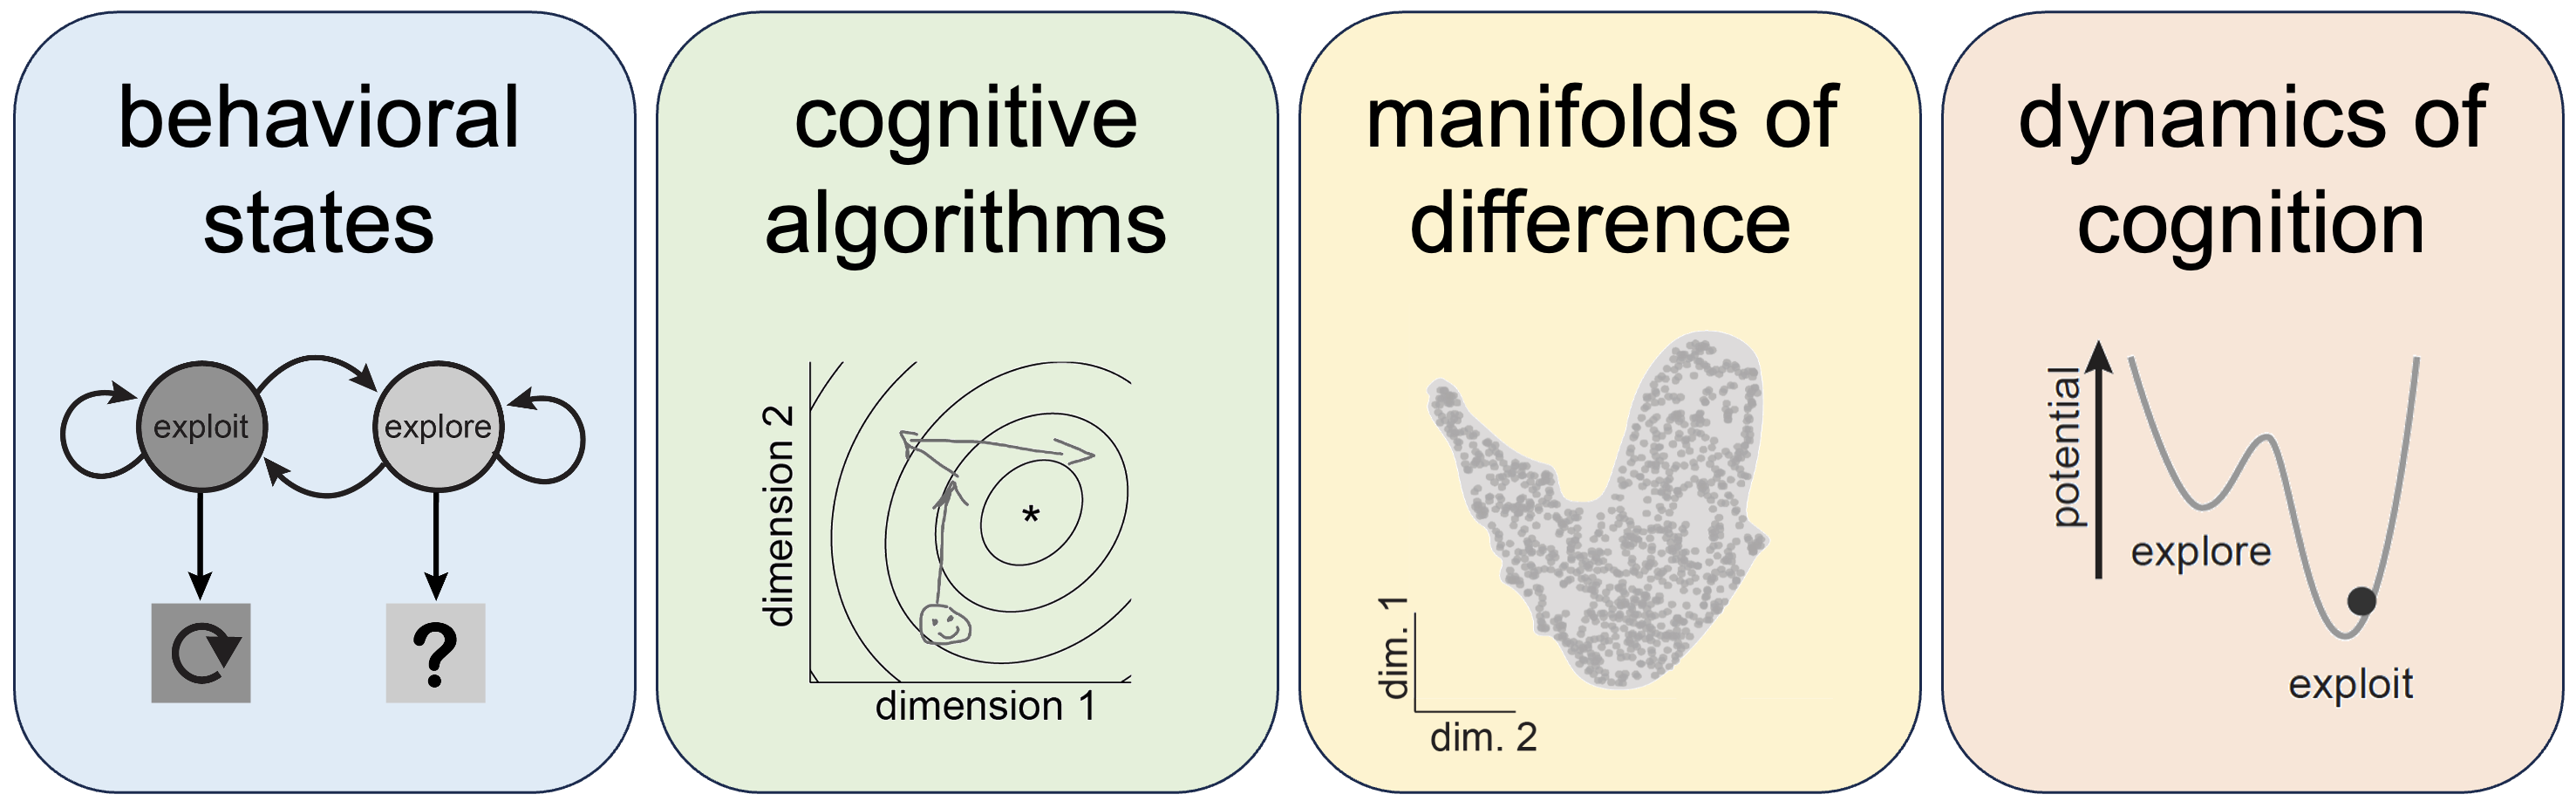 behavioral
states
exploit
explore
?
cognitive
algorithms
dimension 2
*
dimension 1
manifolds of
difference
dim. 1
dim. 2
dynamics of
cognition
potential
explore
exploit